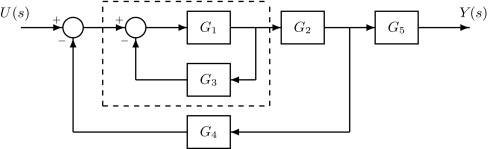 U(s) Y(s)
+ − + − G₁ G₂ G₅
G₃
G₄